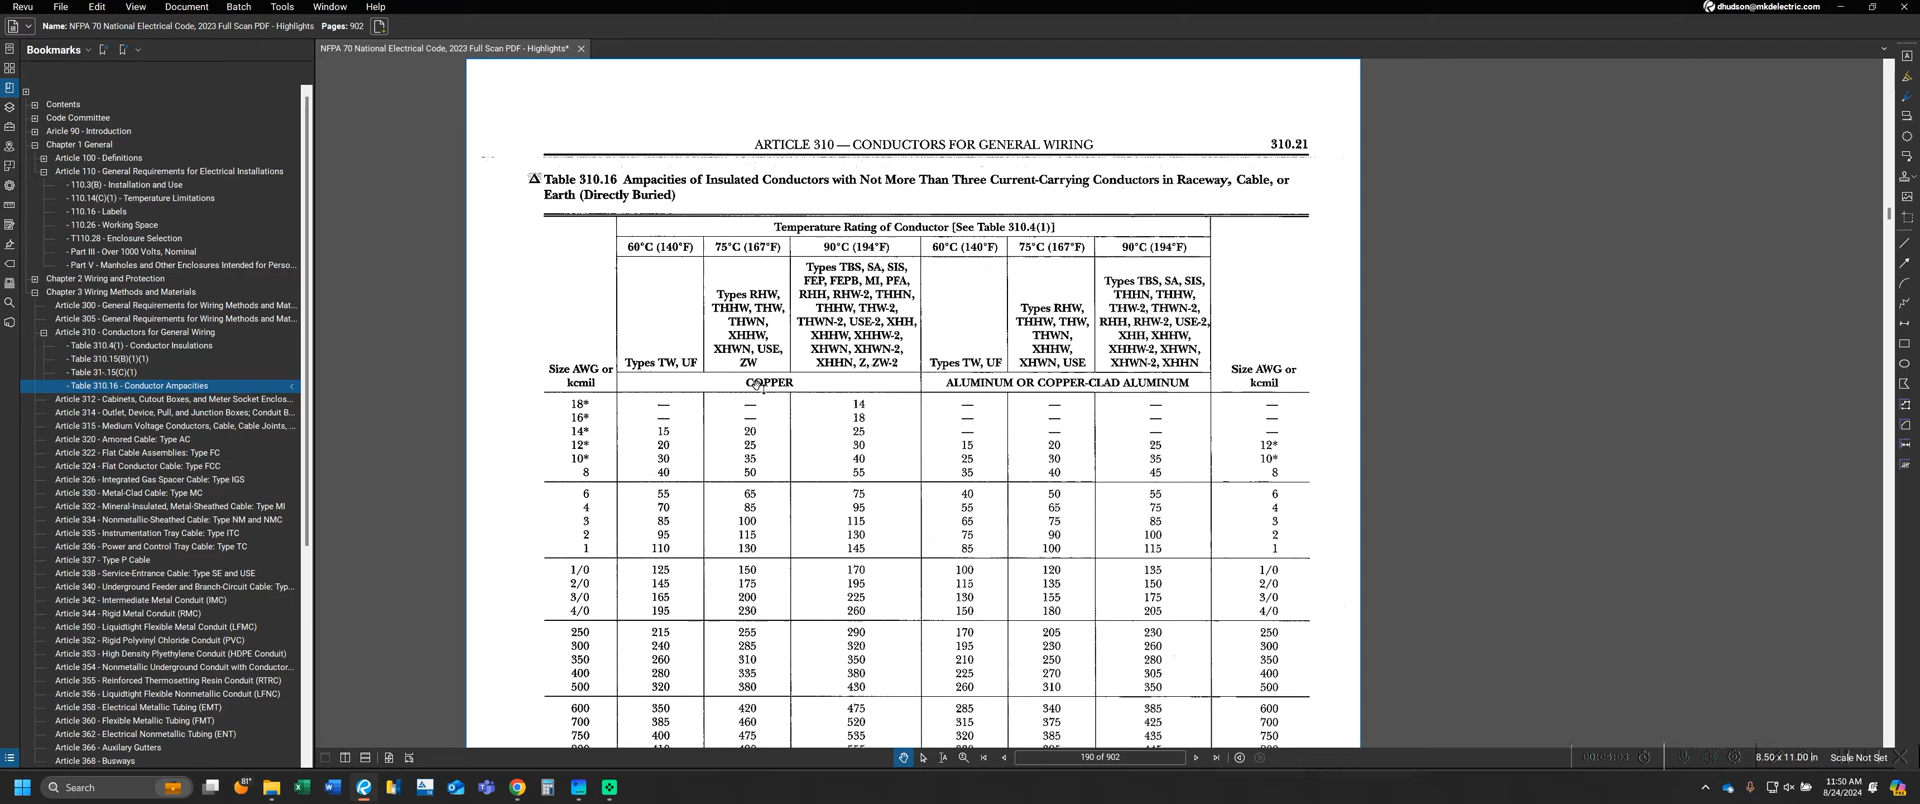 Revu File Edit View Document Batch Tools Window Help
dhudson@mkdelectric.com
Name: NFPA 70 National Electrical Code, 2023 Full Scan PDF - Highlights Pages: 902
Bookmarks
NFPA 70 National Electrical Code, 2023 Full Scan PDF - Highlights*
Contents
Code Committee
Aricle 90 - Introduction
Chapter 1 General
Article 100 - Definitions
Article 110 - General Requirements for Electrical Installations
- 110.3(B) - Installation and Use
- 110.14(C)(1) - Temperature Limitations
- 110.16 - Labels
- 110.26 - Working Space
- T110.28 - Enclosure Selection
- Part III - Over 1000 Volts, Nominal
- Part V - Manholes and Other Enclosures Intended for Perso...
Chapter 2 Wiring and Protection
Chapter 3 Wiring Methods and Materials
Article 300 - General Requirements for Wiring Methods and Mat...
Article 305 - General Requirements for Wiring Methods and Mat...
Article 310 - Conductors for General Wiring
- Table 310.4(1) - Conductor Insulations
- Table 310.15(B)(1)(1)
- Table 31-.15(C)(1)
- Table 310.16 - Conductor Ampacities
Article 312 - Cabinets, Cutout Boxes, and Meter Socket Enclos...
Article 314 - Outlet, Device, Pull, and Junction Boxes; Conduit B...
Article 315 - Medium Voltage Conductors, Cable, Cable Joints, ...
Article 320 - Amored Cable: Type AC
Article 322 - Flat Cable Assemblies: Type FC
Article 324 - Flat Conductor Cable: Type FCC
Article 326 - Integrated Gas Spacer Cable: Type IGS
Article 330 - Metal-Clad Cable: Type MC
Article 332 - Mineral-Insulated, Metal-Sheathed Cable: Type MI
Article 334 - Nonmetallic-Sheathed Cable: Type NM and NMC
Article 335 - Instrumentation Tray Cable: Type ITC
Article 336 - Power and Control Tray Cable: Type TC
Article 337 - Type P Cable
Article 338 - Service-Entrance Cable: Type SE and USE
Article 340 - Underground Feeder and Branch-Circuit Cable: Typ...
Article 342 - Intermediate Metal Conduit (IMC)
Article 344 - Rigid Metal Conduit (RMC)
Article 350 - Liquidtight Flexible Metal Conduit (LFMC)
Article 352 - Rigid Polyvinyl Chloride Conduit (PVC)
Article 353 - High Density Plyethylene Conduit (HDPE Conduit)
Article 354 - Nonmetallic Underground Conduit with Conductor...
Article 355 - Reinforced Thermosetting Resin Conduit (RTRC)
Article 356 - Liquidtight Flexible Nonmetallic Conduit (LFNC)
Article 358 - Electrical Metallic Tubing (EMT)
Article 360 - Flexible Metallic Tubing (FMT)
Article 362 - Electrical Nonmetallic Tubing (ENT)
Article 366 - Auxilary Gutters
Article 368 - Busways
ARTICLE 310 — CONDUCTORS FOR GENERAL WIRING 310.21
Δ Table 310.16 Ampacities of Insulated Conductors with Not More Than Three Current-Carrying Conductors in Raceway, Cable, or
Earth (Directly Buried)
Temperature Rating of Conductor [See Table 310.4(1)]
60°C (140°F) 75°C (167°F) 90°C (194°F) 60°C (140°F) 75°C (167°F) 90°C (194°F)
Types TW, UF
Types RHW,
THHW, THW,
THWN,
XHHW,
XHWN, USE,
ZW
Types TBS, SA, SIS,
FEP, FEPB, MI, PFA,
RHH, RHW-2, THHN,
THHW, THW-2,
THWN-2, USE-2, XHH,
XHHW, XHHW-2,
XHWN, XHWN-2,
XHHN, Z, ZW-2
Types TW, UF
Types RHW,
THHW, THW,
THWN,
XHHW,
XHWN, USE
Types TBS, SA, SIS,
THHN, THHW,
THW-2, THWN-2,
RHH, RHW-2, USE-2,
XHH, XHHW,
XHHW-2, XHWN,
XHWN-2, XHHN
Size AWG or
kcmil
COPPER ALUMINUM OR COPPER-CLAD ALUMINUM
Size AWG or
kcmil
18* — — 14 — — — —
16* — — 18 — — — —
14* 15 20 25 — — — —
12* 20 25 30 15 20 25 12*
10* 30 35 40 25 30 35 10*
8 40 50 55 35 40 45 8
6 55 65 75 40 50 55 6
4 70 85 95 55 65 75 4
3 85 100 115 65 75 85 3
2 95 115 130 75 90 100 2
1 110 130 145 85 100 115 1
1/0 125 150 170 100 120 135 1/0
2/0 145 175 195 115 135 150 2/0
3/0 165 200 225 130 155 175 3/0
4/0 195 230 260 150 180 205 4/0
250 215 255 290 170 205 230 250
300 240 285 320 195 230 260 300
350 260 310 350 210 250 280 350
400 280 335 380 225 270 305 400
500 320 380 430 260 310 350 500
600 350 420 475 285 340 385 600
700 385 460 520 315 375 425 700
750 400 475 535 320 385 435 750
190 of 902
8.50 x 11.00 in Scale Not Set
Search
81°
11:50 AM
8/24/2024